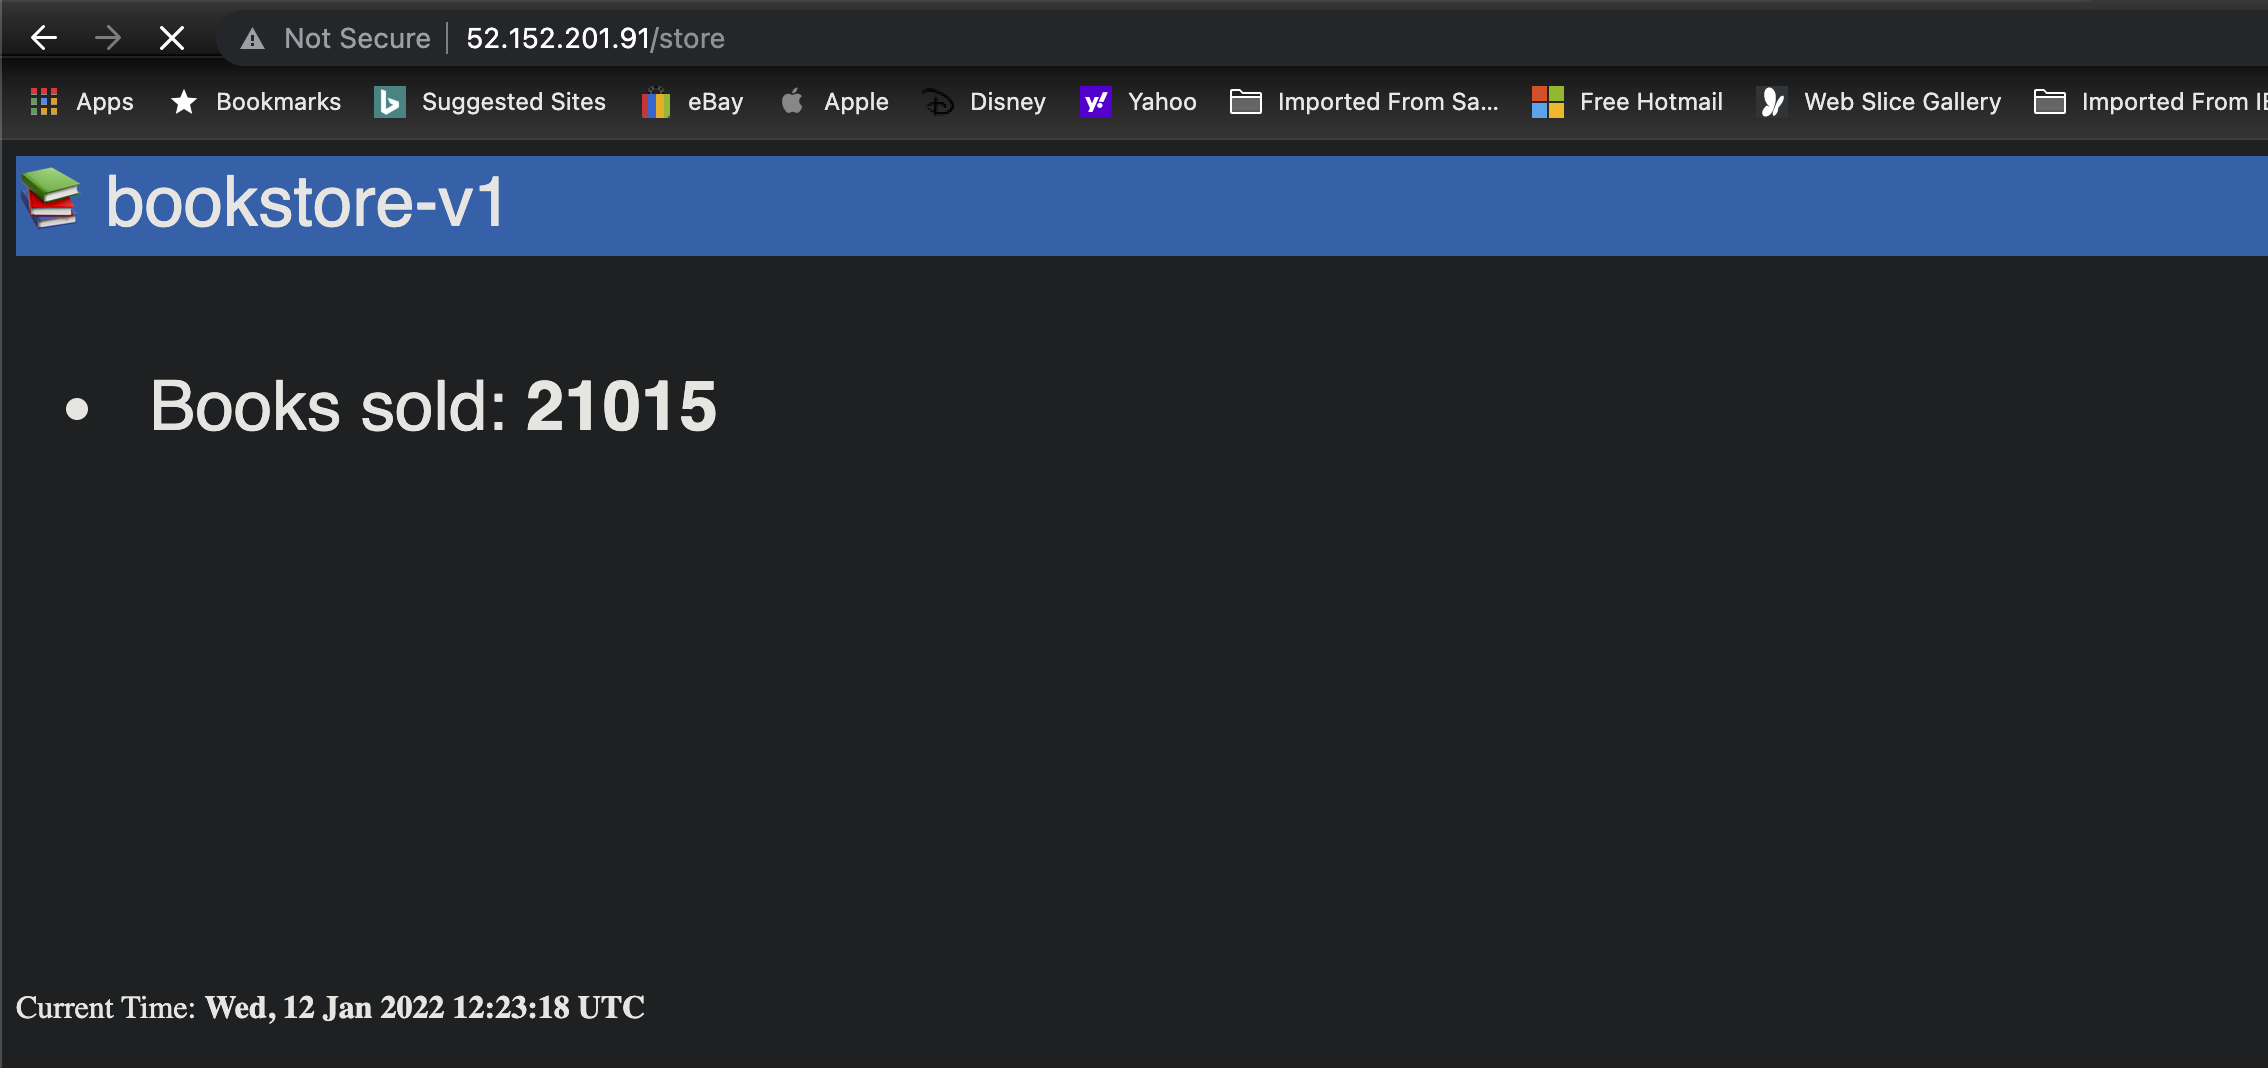 Not Secure 52.152.201.91/store
Apps Bookmarks Suggested Sites eBay Apple Disney Yahoo Imported From Sa... Free Hotmail Web Slice Gallery Imported From IE
bookstore-v1
• Books sold: 21015
Current Time: Wed, 12 Jan 2022 12:23:18 UTC